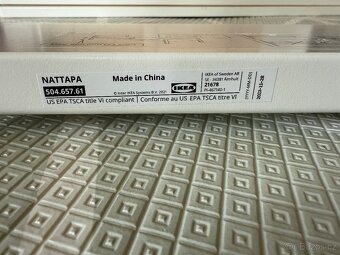 NATTAPA
504.657.61
Made in China
© Inter IKEA Systems B.V. 2021
US EPA TSCA title VI compliant | Conforme au US EPA TSCA titre VI
IKEA
IKEA of Sweden AB
SE - 34381 Älmhult
21678